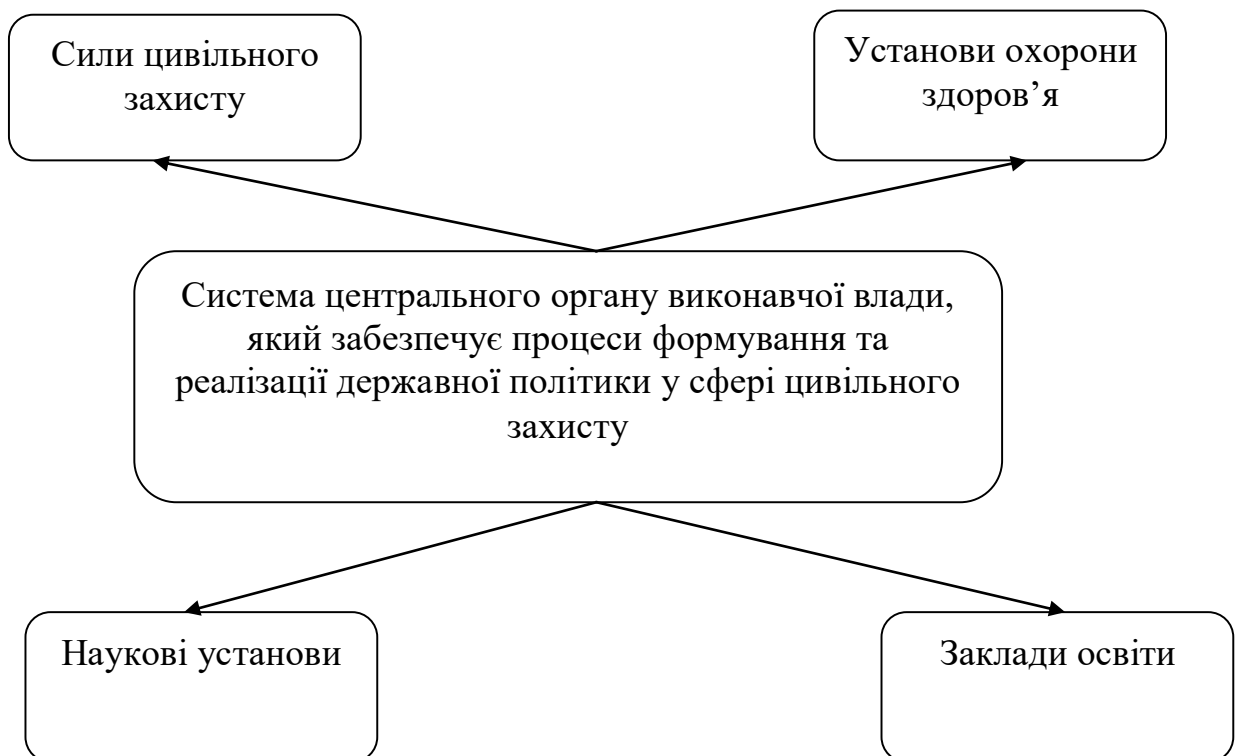 Сили цивільного
захисту
Установи охорони
здоров’я
Система центрального органу виконавчої влади,
який забезпечує процеси формування та
реалізації державної політики у сфері цивільного
захисту
Наукові установи
Заклади освіти